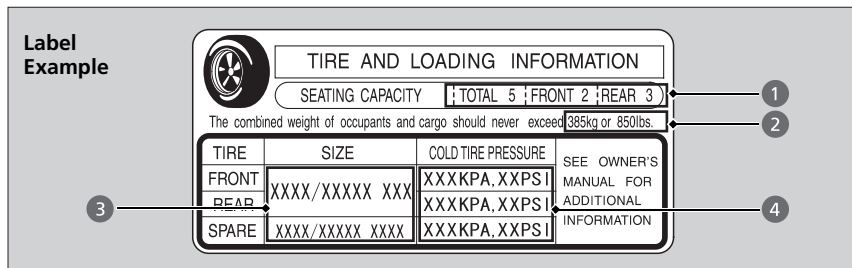 Label
Example
TIRE AND LOADING INFORMATION
SEATING CAPACITY TOTAL 5 FRONT 2 REAR 3
1
The combined weight of occupants and cargo should never exceed 385kg or 850lbs.
2
TIRE SIZE COLD TIRE PRESSURE
SEE OWNER'S
MANUAL FOR
ADDITIONAL
INFORMATION
FRONT XXXX/XXXXX XXX XXXKPA,XXPSI
REAR XXXKPA,XXPSI
3
4
SPARE XXXX/XXXXX XXXX XXXKPA,XXPSI